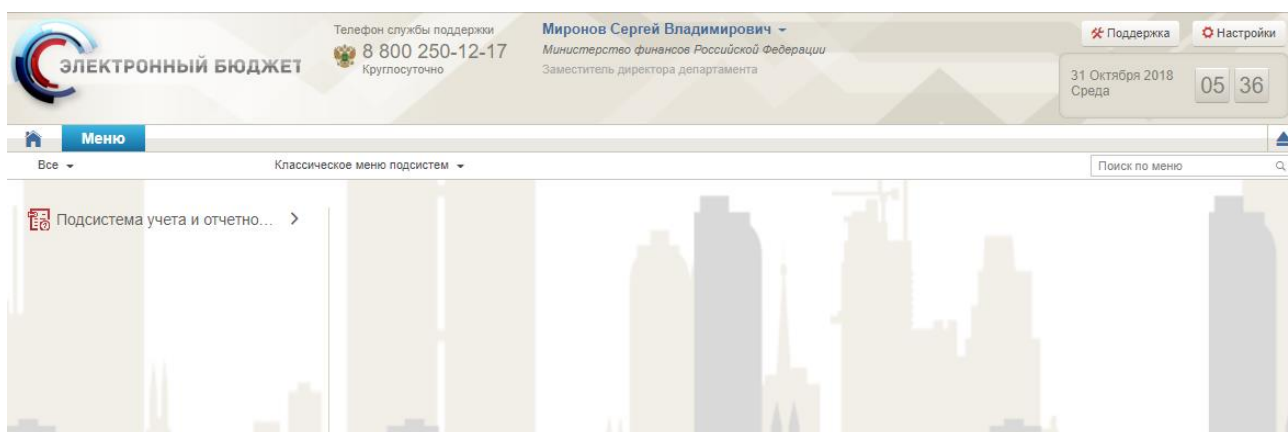 ЭЛЕКТРОННЫЙ БЮДЖЕТ
Телефон службы поддержки
8 800 250-12-17
Круглосуточно
Миронов Сергей Владимирович
Министерство финансов Российской Федерации
Заместитель директора департамента
Поддержка
Настройки
31 Октября 2018
Среда
05 36
Меню
Все
Классическое меню подсистем
Поиск по меню
Подсистема учета и отчетно...